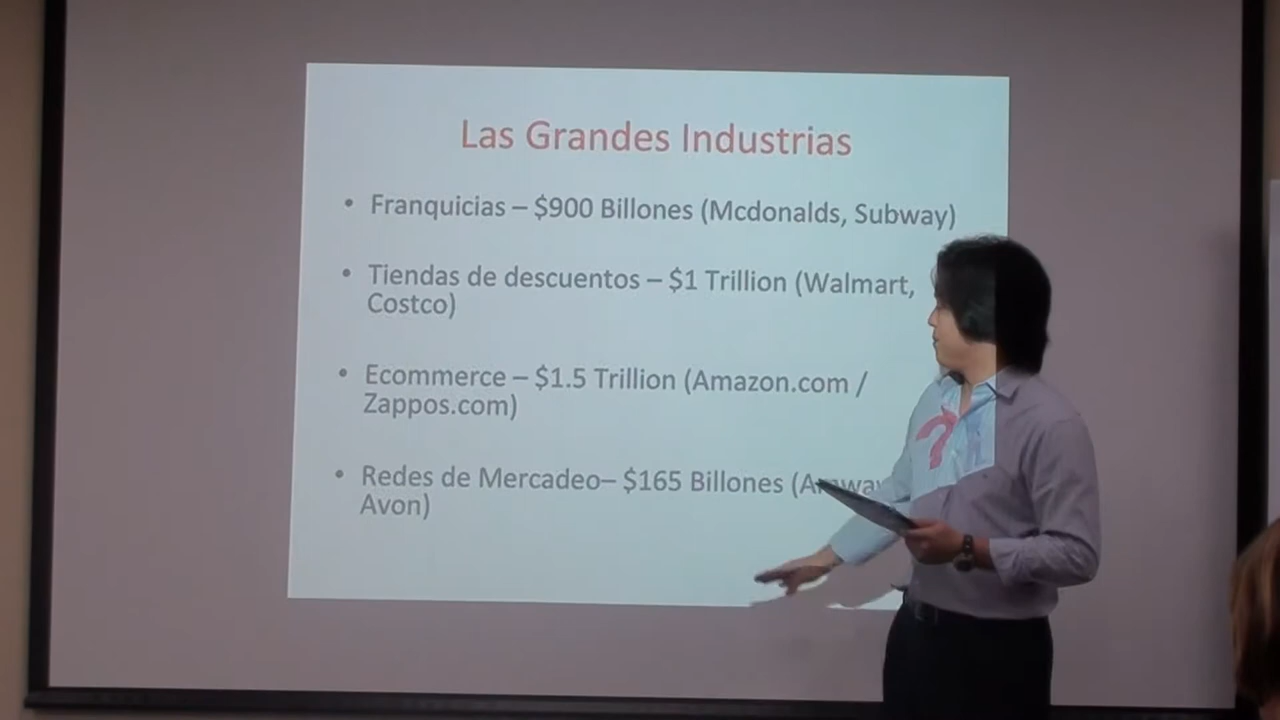 Las Grandes Industrias
• Franquicias – $900 Billones (Mcdonalds, Subway)
• Tiendas de descuentos – $1 Trillion (Walmart,
Costco)
• Ecommerce – $1.5 Trillion (Amazon.com /
Zappos.com)
• Redes de Mercadeo– $165 Billones
Avon)
?